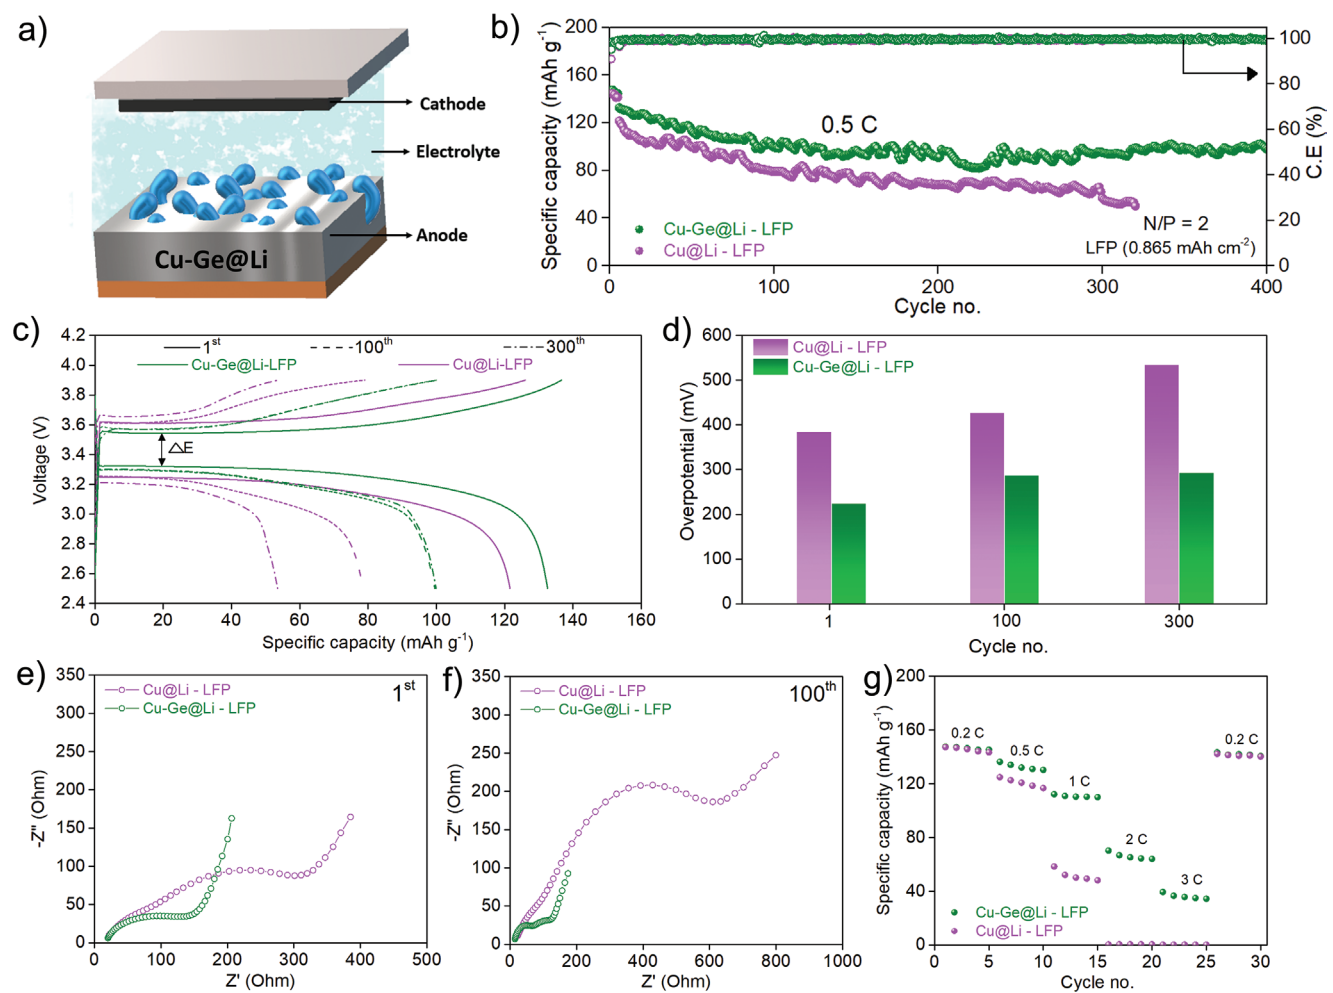 a)
Cathode
Electrolyte
Anode
Cu-Ge@Li
b)
200
160
120
80
40
0
Specific capacity (mAh g-1)
0.5 C
Cu-Ge@Li - LFP
Cu@Li - LFP
N/P = 2
LFP (0.865 mAh cm-2)
100
80
60
40
20
0
C.E (%)
0 100 200 300 400
Cycle no.
c)
4.2
4.0
3.8
3.6
3.4
3.2
3.0
2.8
2.6
2.4
Voltage (V)
1st 100th 300th
Cu-Ge@Li-LFP Cu@Li-LFP
△E
0 20 40 60 80 100 120 140 160
Specific capacity (mAh g-1)
d)
600
500
400
300
200
100
0
Overpotential (mV)
Cu@Li - LFP
Cu-Ge@Li - LFP
1 100 300
Cycle no.
e)
350
300
250
200
150
100
50
0
-Z'' (Ohm)
Cu@Li - LFP
Cu-Ge@Li - LFP
1st
0 100 200 300 400 500
Z' (Ohm)
f)
350
300
250
200
150
100
50
0
-Z'' (Ohm)
Cu@Li - LFP
Cu-Ge@Li - LFP
100th
0 200 400 600 800 1000
Z' (Ohm)
g)
200
160
120
80
40
0
Specific capacity (mAh g-1)
0.2 C
0.5 C
1 C
2 C
3 C
0.2 C
Cu-Ge@Li - LFP
Cu@Li - LFP
0 5 10 15 20 25 30
Cycle no.